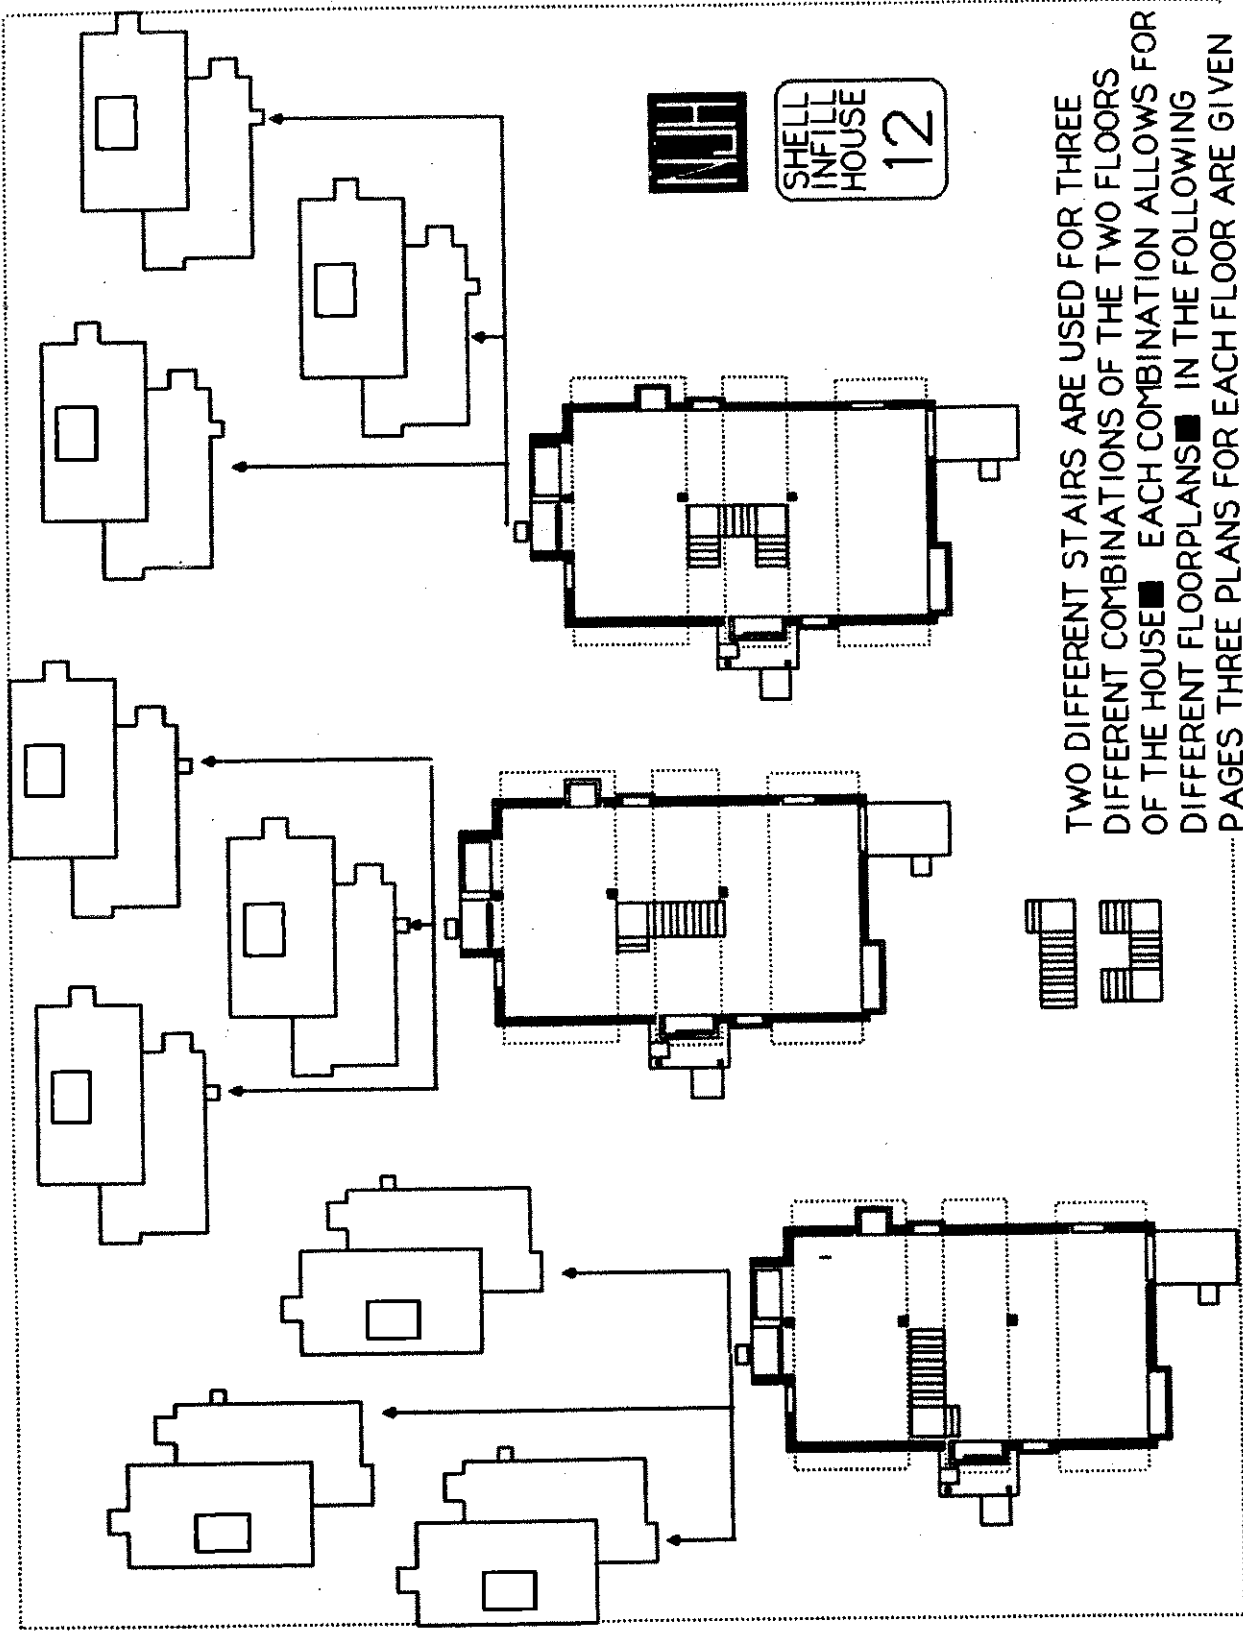 SHELL
INFILL
HOUSE
12
TWO DIFFERENT STAIRS ARE USED FOR THREE
DIFFERENT COMBINATIONS OF THE TWO FLOORS
OF THE HOUSE■ EACH COMBINATION ALLOWS FOR
DIFFERENT FLOORPLANS■ IN THE FOLLOWING
PAGES THREE PLANS FOR EACH FLOOR ARE GIVEN